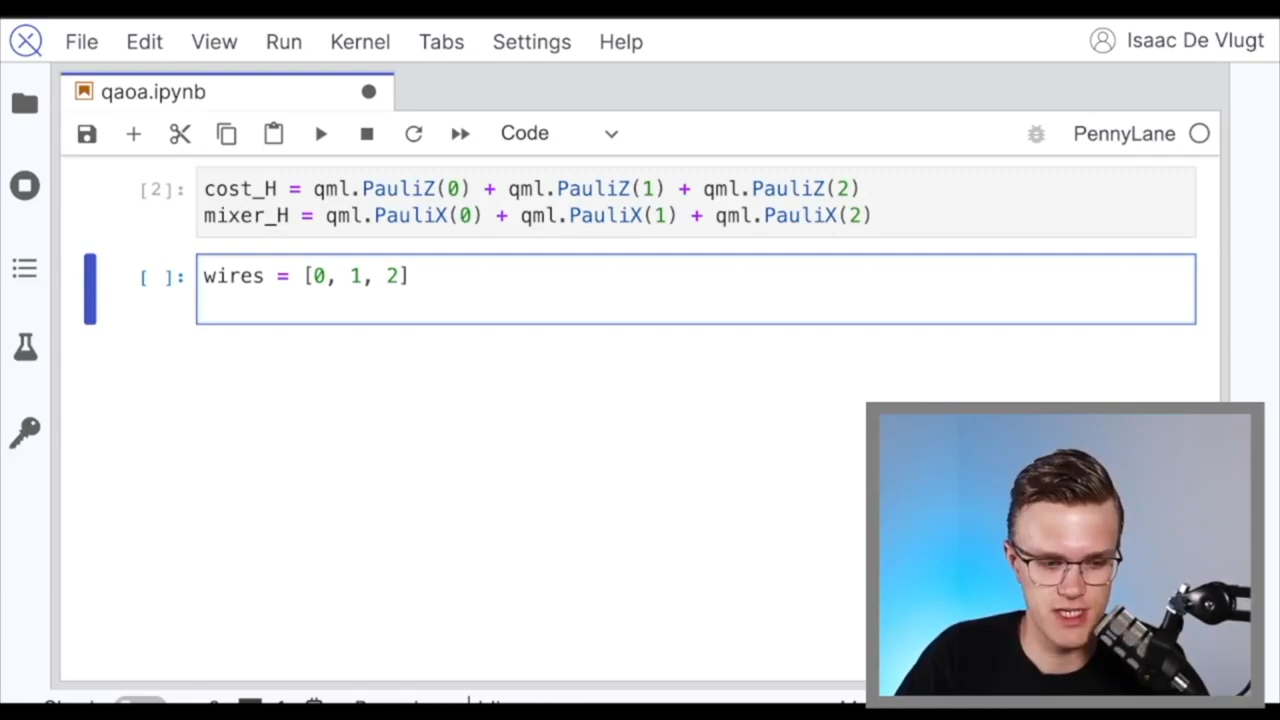 File Edit View Run Kernel Tabs Settings Help Isaac De Vlugt
qaoa.ipynb
Code PennyLane
[2]: cost_H = qml.PauliZ(0) + qml.PauliZ(1) + qml.PauliZ(2)
mixer_H = qml.PauliX(0) + qml.PauliX(1) + qml.PauliX(2)
[ ]: wires = [0, 1, 2]